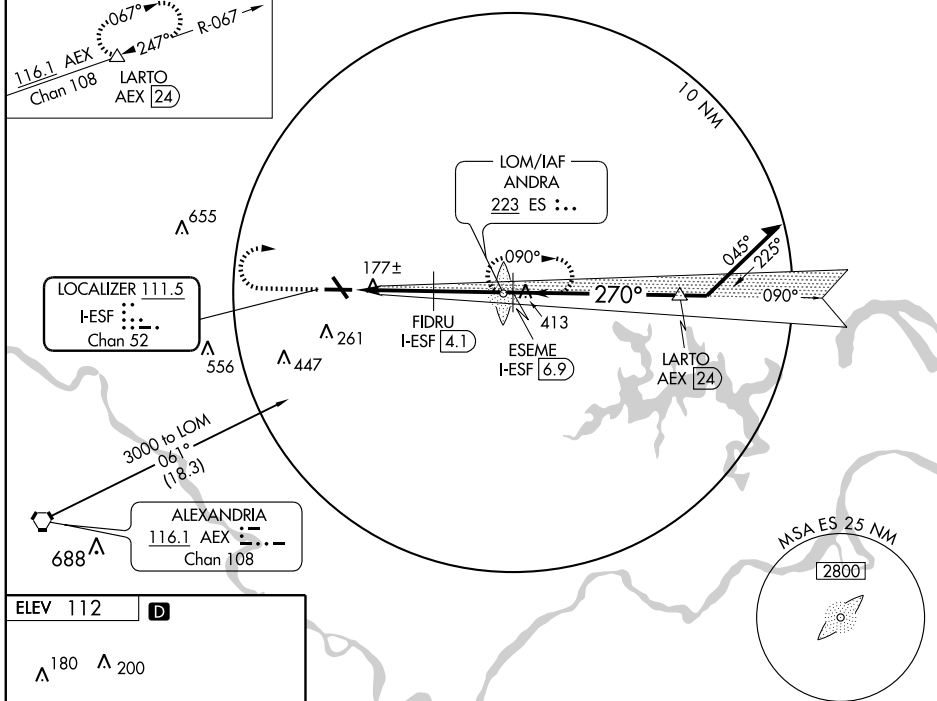 067°
247°
R-067
116.1 AEX
Chan 108
LARTO
AEX 24
10 NM
LOM/IAF
ANDRA
223 ES
655
090°
045°
225°
177±
270°
090°
LOCALIZER 111.5
I-ESF
Chan 52
FIDRU
I-ESF 4.1
413
ESEME
I-ESF 6.9
LARTO
AEX 24
261
556
447
3000 to LOM
061°
(18.3)
ALEXANDRIA
116.1 AEX
Chan 108
688
MSA ES 25 NM
2800
ELEV 112 D
180
200